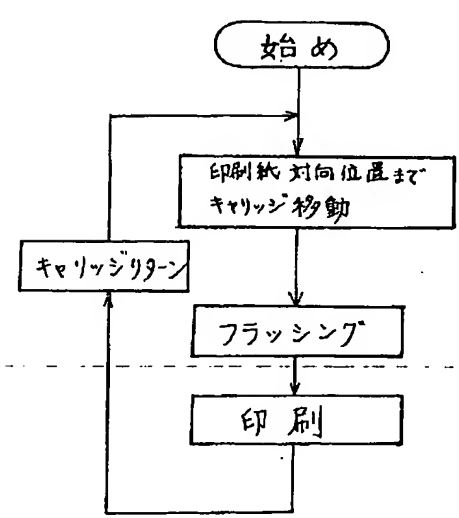 始め
印刷紙対向位置まで
キャリッジ移動
キャリッジリターン
フラッシング
印刷